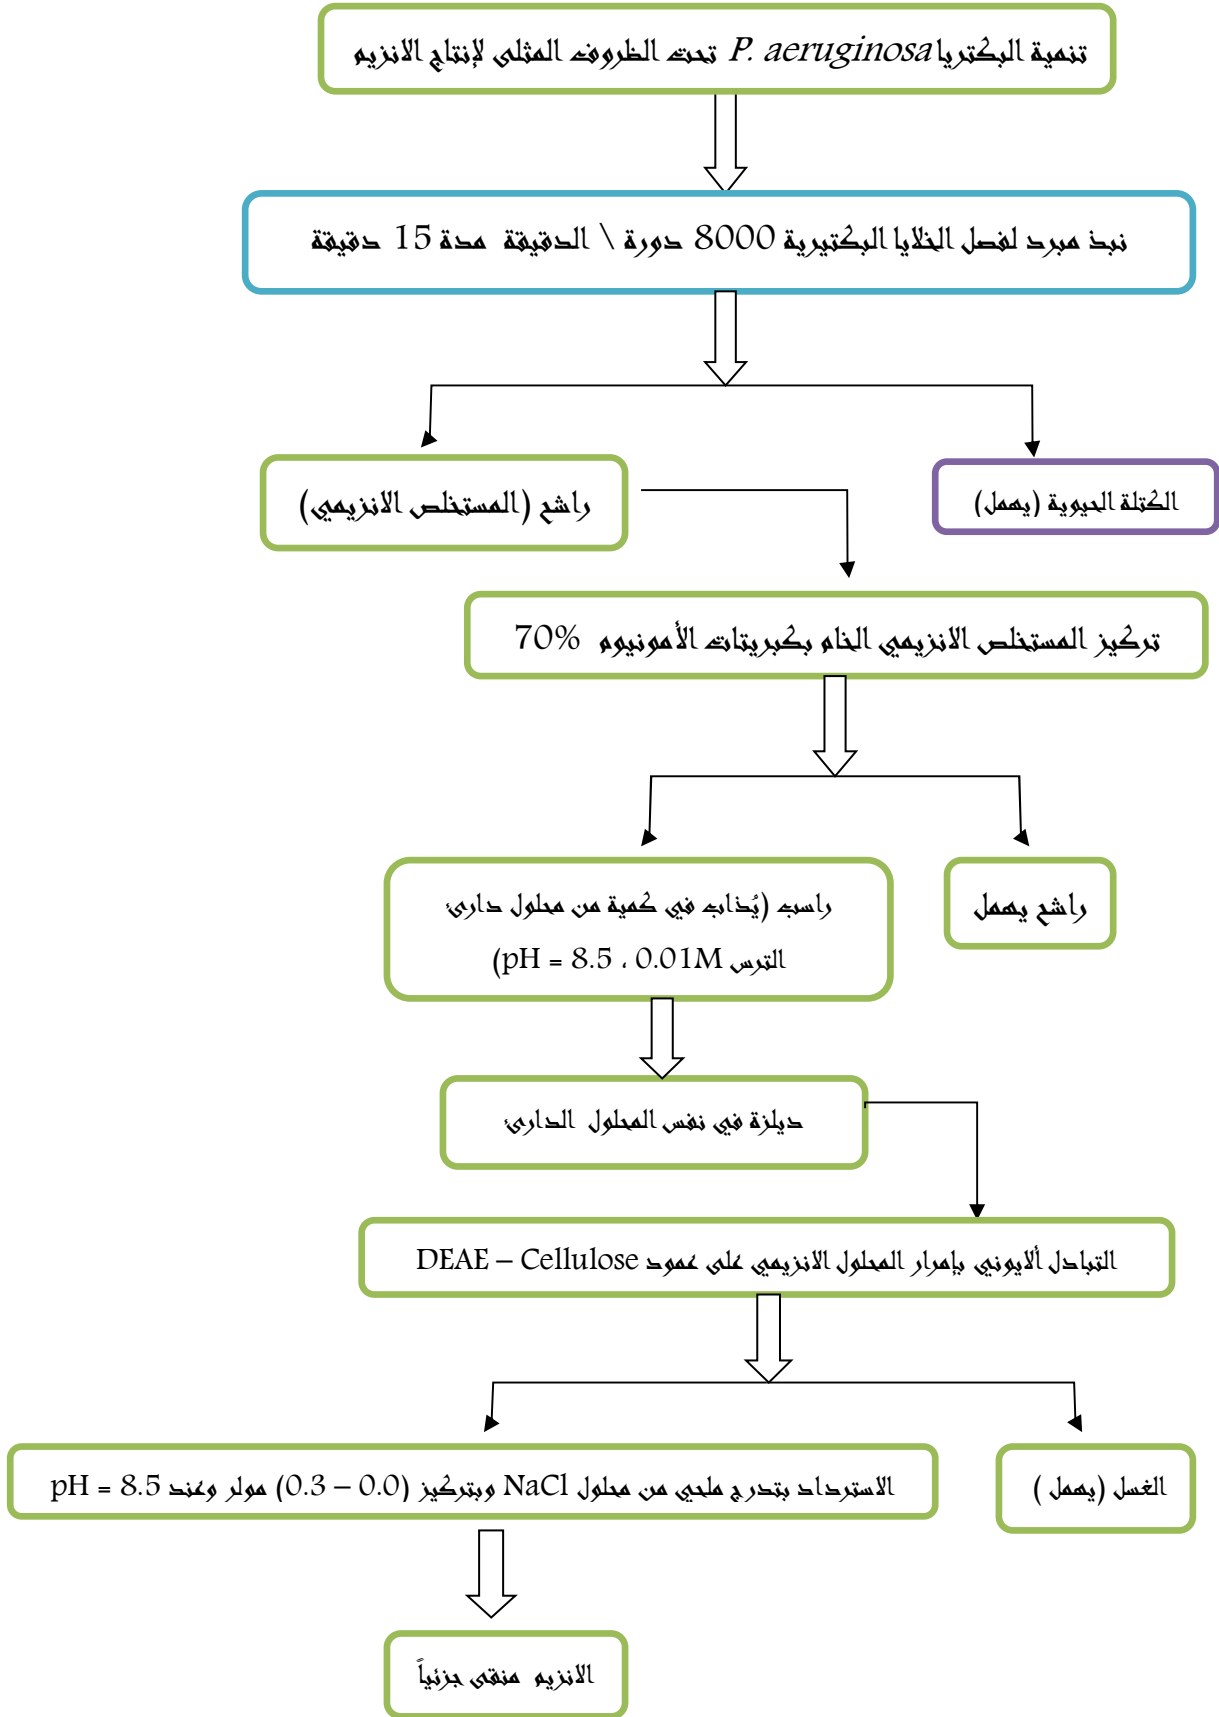 تنمية البكتريا P. aeruginosa تحت الظروف المثلى لإنتاج الانزيم
نبذ مبرد لفصل الخلايا البكتيرية 8000 دورة \ الدقيقة مدة 15 دقيقة
الكتلة الحيوية (يهمل)
راشح (المستخلص الانزيمي)
تركيز المستخلص الانزيمي الخام بكبريتات الأمونيوم 70%
راشح يهمل
راسب (يُذاب في كمية من محلول دارئ
الترس pH = 8.5 ، 0.01M)
ديلزة في نفس المحلول الدارئ
التبادل ألايوني بإمرار المحلول الانزيمي على عمود DEAE – Cellulose
الغسل (يهمل )
الاسترداد بتدرج ملحي من محلول NaCl وبتركيز (0.0 – 0.3) مولر وعند pH = 8.5
الانزيم منقى جزئياً